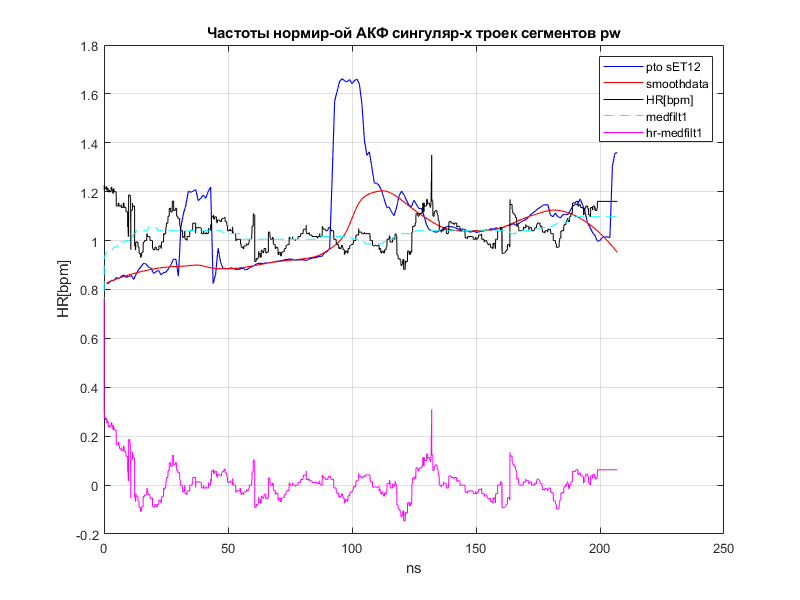 Частоты нормир-ой АКФ сингуляр-х троек сегментов pw
pto sET12
smoothdata
HR[bpm]
medfilt1
hr-medfilt1
1.8
1.6
1.4
1.2
1
0.8
0.6
0.4
0.2
0
-0.2
HR[bpm]
0
50
100
150
200
250
ns